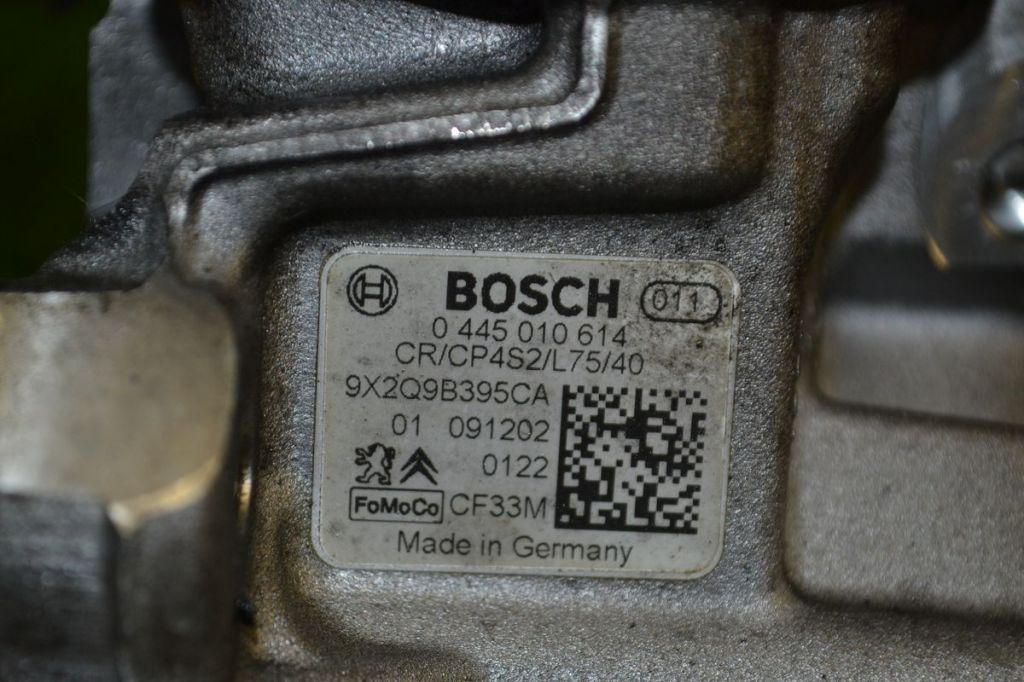 BOSCH 011
0 445 010 614
CR/CP4S2/L75/40
9X2Q9B395CA
01 091202
0122
FoMoCo CF33M
Made in Germany